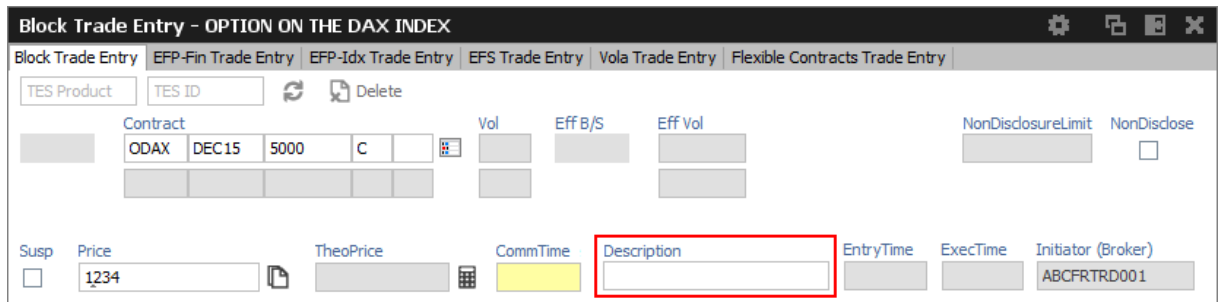 Block Trade Entry - OPTION ON THE DAX INDEX
Block Trade Entry EFP-Fin Trade Entry EFP-Idx Trade Entry EFS Trade Entry Vola Trade Entry Flexible Contracts Trade Entry
TES Product TES ID Delete
Contract Vol Eff B/S Eff Vol NonDisclosureLimit NonDisclose
ODAX DEC15 5000 C
Susp Price TheoPrice CommTime Description EntryTime ExecTime Initiator (Broker)
1234 ABCFRTRD001